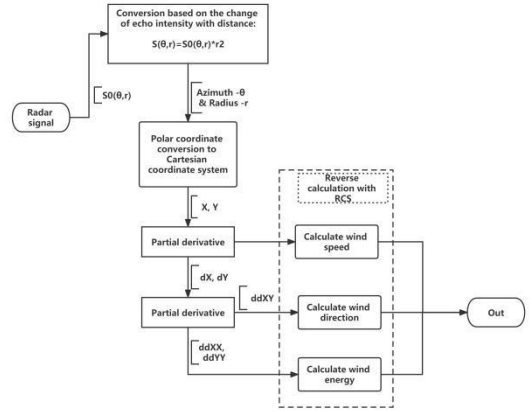 Conversion based on the change
of echo intensity with distance:
S(θ,r)=S0(θ,r)*r2
S0(θ,r)
Azimuth -θ
& Radius -r
Radar
signal
Polar coordinate
conversion to
Cartesian
coordinate system
Reverse
calculation with
RCS
X, Y
Partial derivative
Calculate wind
speed
dX, dY
ddXY
Partial derivative
Calculate wind
direction
Out
ddXX,
ddYY
Calculate wind
energy